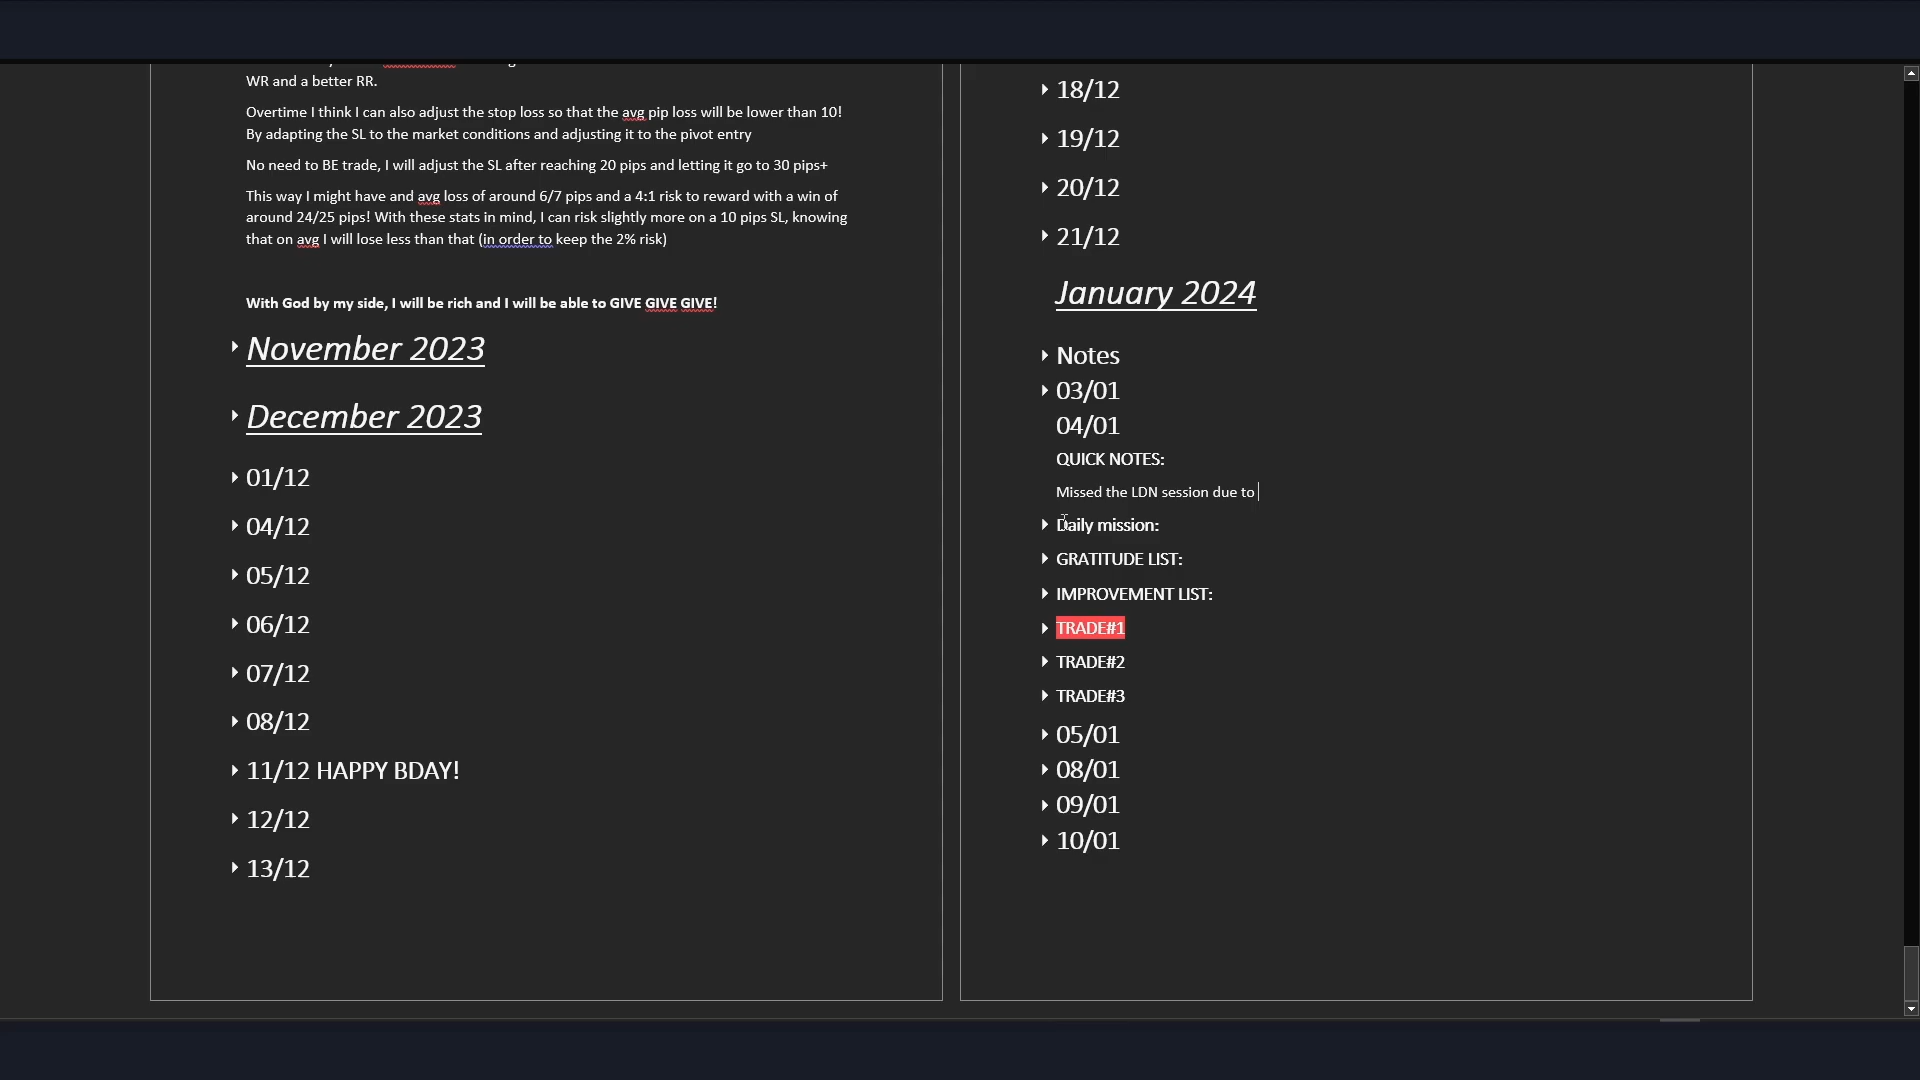 WR and a better RR.
Overtime I think I can also adjust the stop loss so that the avg pip loss will be lower than 10!
By adapting the SL to the market conditions and adjusting it to the pivot entry
No need to BE trade, I will adjust the SL after reaching 20 pips and letting it go to 30 pips+
This way I might have and avg loss of around 6/7 pips and a 4:1 risk to reward with a win of
around 24/25 pips! With these stats in mind, I can risk slightly more on a 10 pips SL, knowing
that on avg I will lose less than that (in order to keep the 2% risk)
With God by my side, I will be rich and I will be able to GIVE GIVE GIVE!
November 2023
December 2023
01/12
04/12
05/12
06/12
07/12
08/12
11/12 HAPPY BDAY!
12/12
13/12
18/12
19/12
20/12
21/12
January 2024
Notes
03/01
04/01
QUICK NOTES:
Missed the LDN session due to
Daily mission:
GRATITUDE LIST:
IMPROVEMENT LIST:
TRADE#1
TRADE#2
TRADE#3
05/01
08/01
09/01
10/01